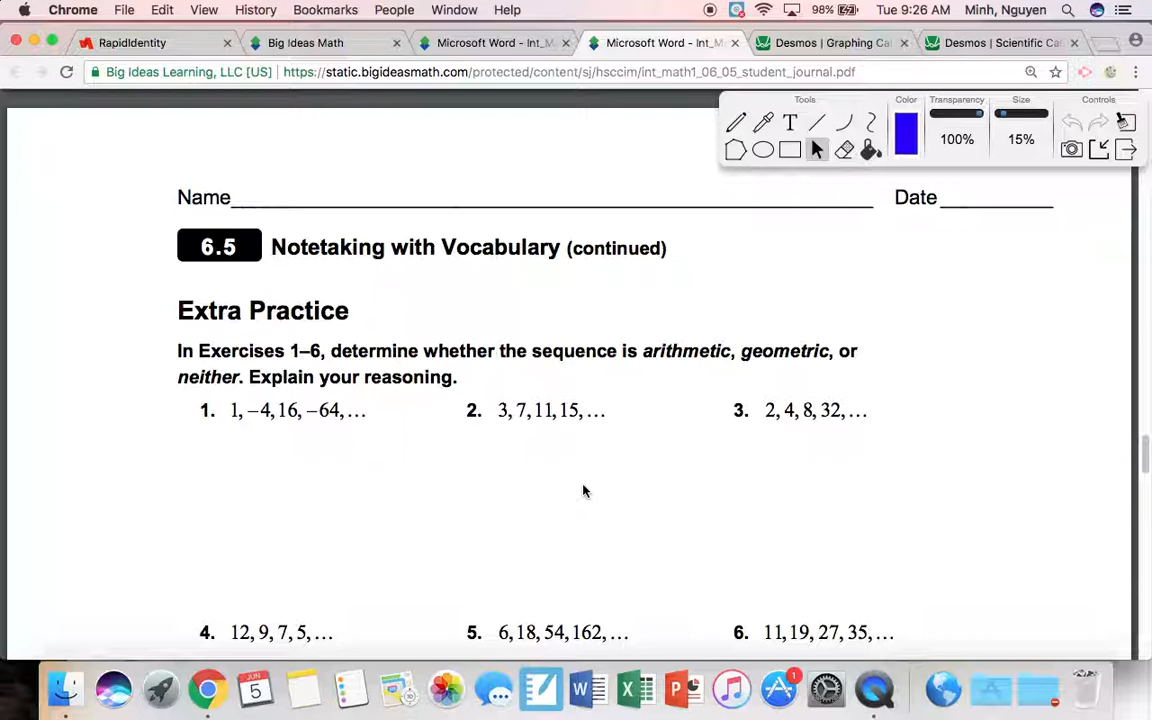 Chrome File Edit View History Bookmarks People Window Help 98% Tue 9:26 AM Minh, Nguyen
RapidIdentity × Big Ideas Math × Microsoft Word - Int_M × Microsoft Word - Int_M × Desmos | Graphing Cal × Desmos | Scientific Ca ×
Big Ideas Learning, LLC [US] https://static.bigideasmath.com/protected/content/sj/hsccim/int_math1_06_05_student_journal.pdf
Tools Color Transparency Size Controls
T
100% 15%
Name Date
6.5 Notetaking with Vocabulary (continued)
Extra Practice
In Exercises 1–6, determine whether the sequence is arithmetic, geometric, or
neither. Explain your reasoning.
1. 1, −4, 16, −64, … 2. 3, 7, 11, 15, … 3. 2, 4, 8, 32, …
4. 12, 9, 7, 5, … 5. 6, 18, 54, 162, … 6. 11, 19, 27, 35, …
JUN
5 1